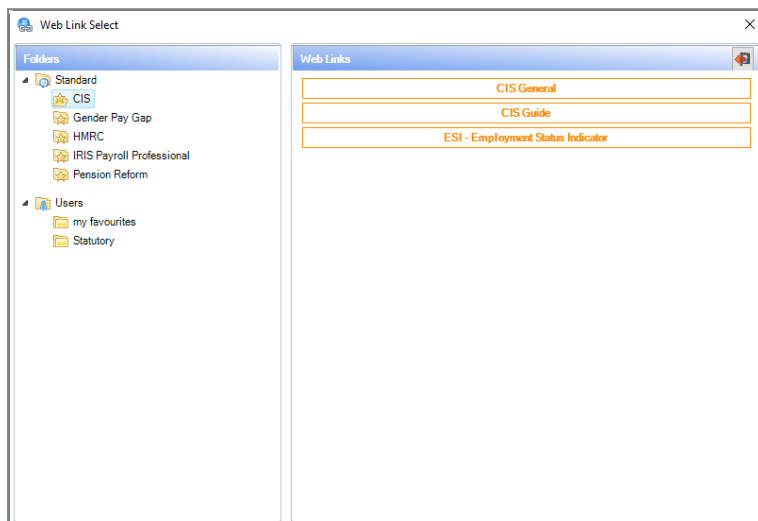 Web Link Select
Folders
Standard
CIS
Gender Pay Gap
HMRC
IRIS Payroll Professional
Pension Reform
Users
my favourites
Statutory
Web Links
CIS General
CIS Guide
ESI - Employment Status Indicator